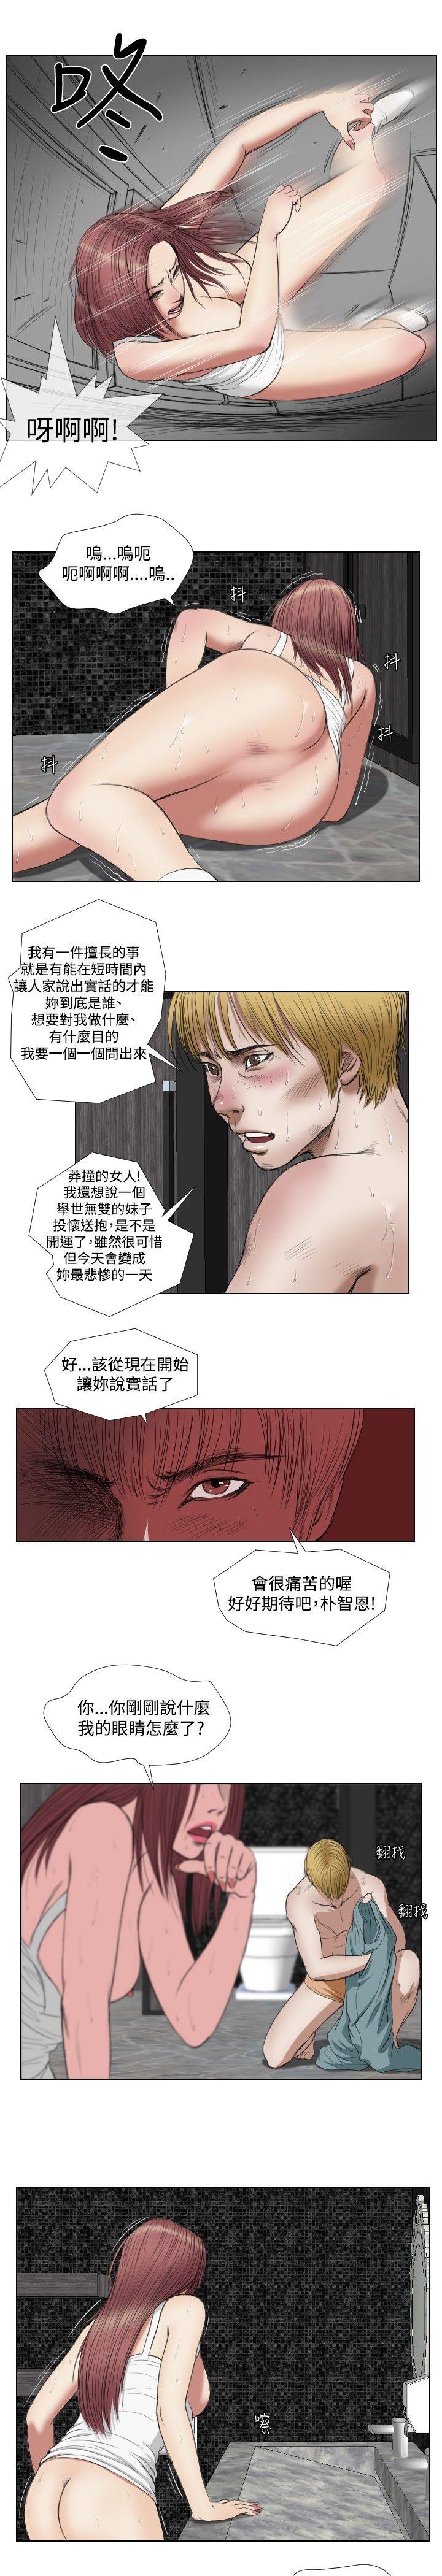 咚
呀啊啊!
嗚...嗚呃
呃啊啊啊....嗚..
抖
抖
抖
抖
我有一件擅長的事
就是有能在短時間內
讓人家說出實話的才能
妳到底是誰、
想要對我做什麼、
有什麼目的
我要一個一個問出來
莽撞的女人!
我還想說一個
舉世無雙的妹子
投懷送抱,是不是
開運了,雖然很可惜
但今天會變成
妳最悲慘的一天
好...該從現在開始
讓妳說實話了
會很痛苦的喔
好好期待吧,朴智恩!
你...你剛剛說什麼
我的眼睛怎麼了?
翻找
翻找
嚓